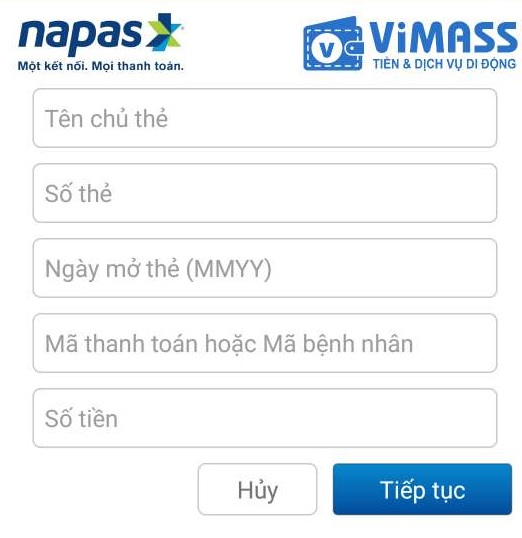 napas
Một kết nối. Mọi thanh toán.
V
ViMASS
TIỀN & DỊCH VỤ DI ĐỘNG
Tên chủ thẻ
Số thẻ
Ngày mở thẻ (MMYY)
Mã thanh toán hoặc Mã bệnh nhân
Số tiền
Hủy
Tiếp tục